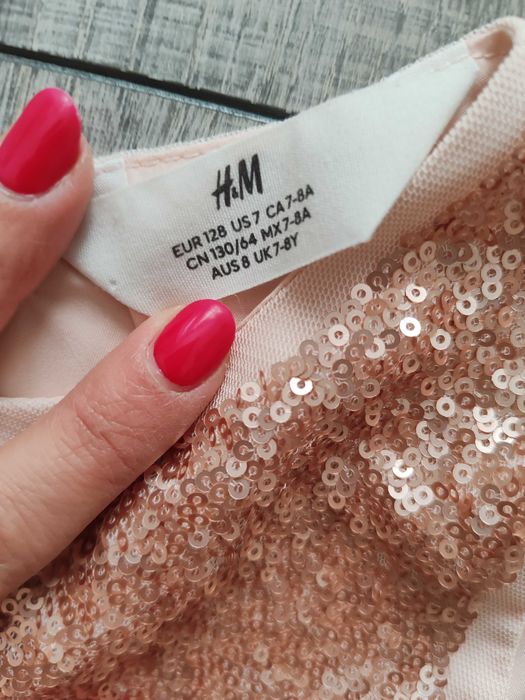 H&M
EUR 128 US 7 CA 7-8A
CN 130/64 MX 7-8A
AUS 8 UK 7-8Y